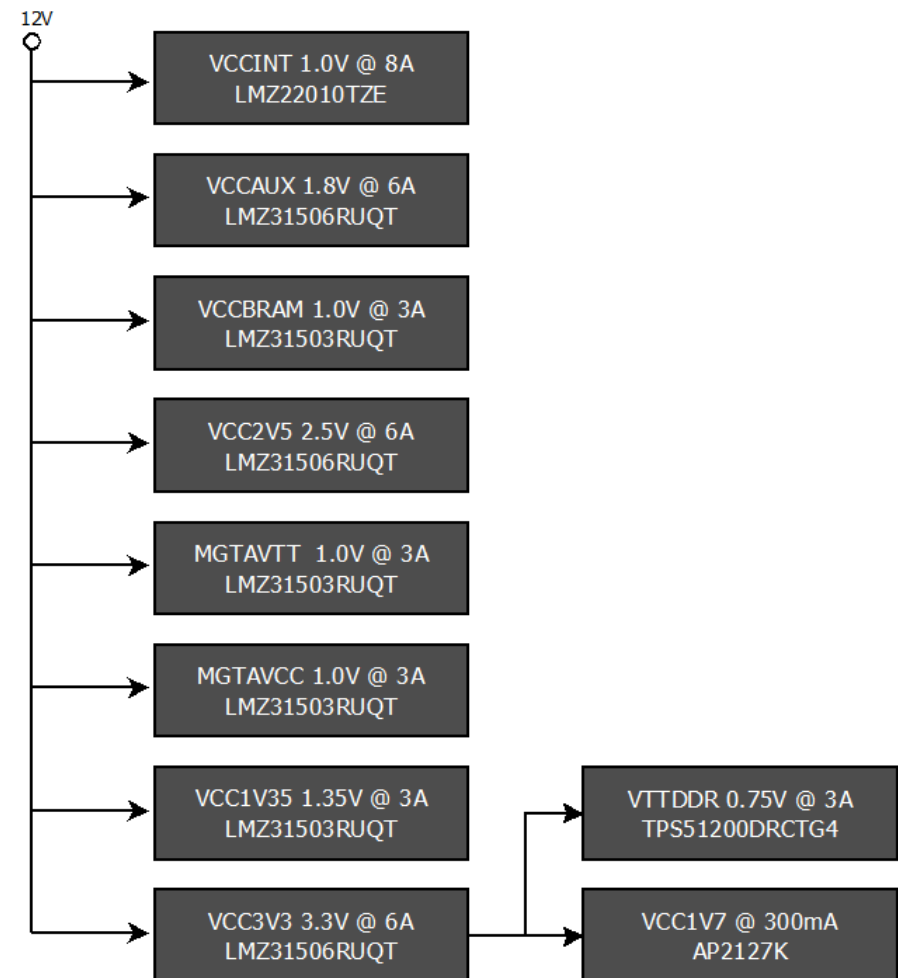 12V
VCCINT 1.0V @ 8A
LMZ22010TZE
VCCAUX 1.8V @ 6A
LMZ31506RUQT
VCCBRAM 1.0V @ 3A
LMZ31503RUQT
VCC2V5 2.5V @ 6A
LMZ31506RUQT
MGTAVTT 1.0V @ 3A
LMZ31503RUQT
MGTAVCC 1.0V @ 3A
LMZ31503RUQT
VCC1V35 1.35V @ 3A
LMZ31503RUQT
VTTDDR 0.75V @ 3A
TPS51200DRCTG4
VCC3V3 3.3V @ 6A
LMZ31506RUQT
VCC1V7 @ 300mA
AP2127K